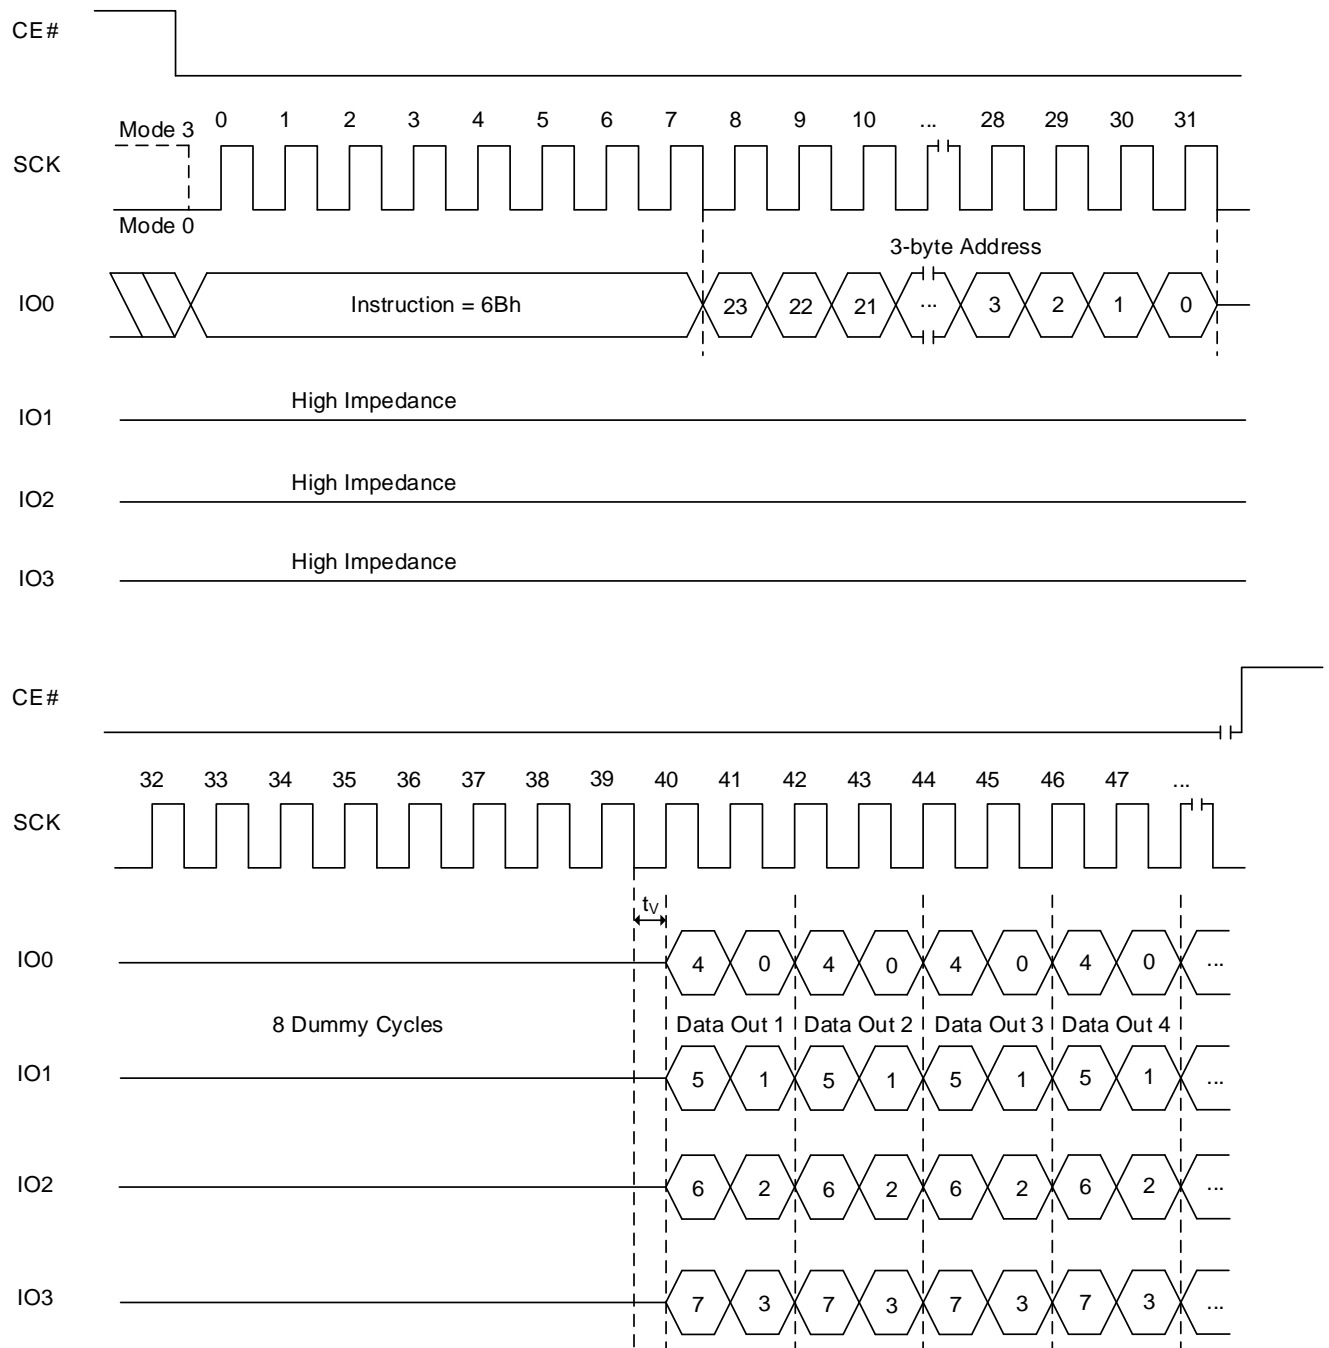 CE#
Mode 3 0 1 2 3 4 5 6 7 8 9 10 ... 28 29 30 31
SCK
Mode 0
3-byte Address
IO0 Instruction = 6Bh 23 22 21 ... 3 2 1 0
High Impedance
IO1
High Impedance
IO2
High Impedance
IO3
CE#
32 33 34 35 36 37 38 39 40 41 42 43 44 45 46 47 ...
SCK
tV
IO0 4 0 4 0 4 0 4 0 ...
8 Dummy Cycles Data Out 1 Data Out 2 Data Out 3 Data Out 4
IO1 5 1 5 1 5 1 5 1 ...
IO2 6 2 6 2 6 2 6 2 ...
IO3 7 3 7 3 7 3 7 3 ...